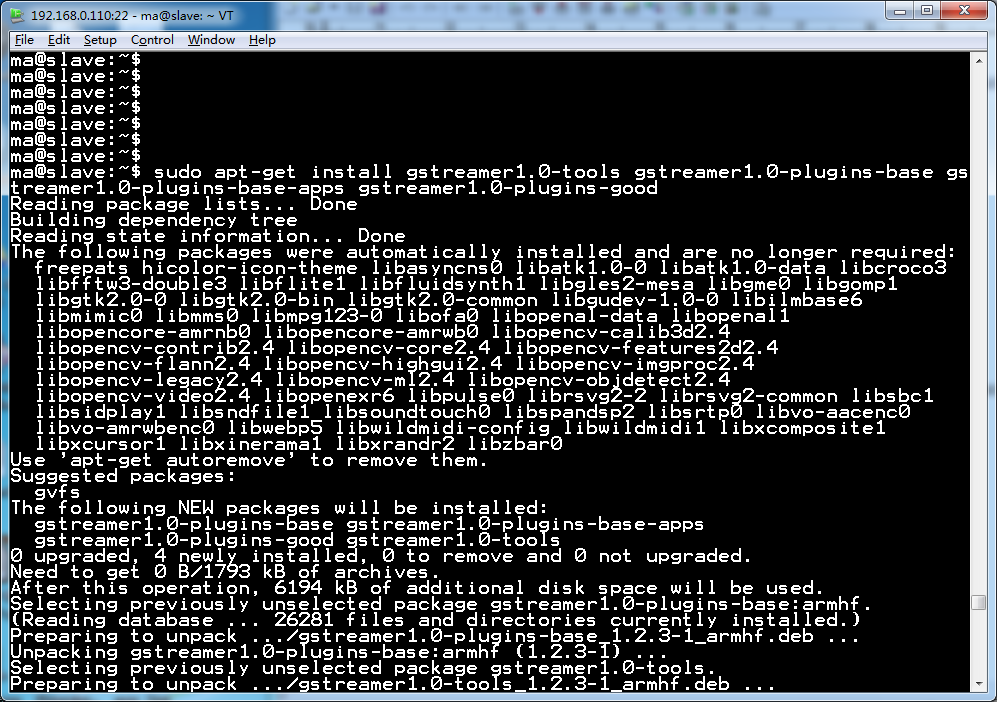 192.168.0.110:22 - ma@slave: ~ VT
File Edit Setup Control Window Help
ma@slave:~$
ma@slave:~$
ma@slave:~$
ma@slave:~$
ma@slave:~$
ma@slave:~$
ma@slave:~$
ma@slave:~$ sudo apt-get install gstreamer1.0-tools gstreamer1.0-plugins-base gs
treamer1.0-plugins-base-apps gstreamer1.0-plugins-good
Reading package lists... Done
Building dependency tree
Reading state information... Done
The following packages were automatically installed and are no longer required:
  freepats hicolor-icon-theme libasyncns0 libatk1.0-0 libatk1.0-data libcroco3
  libfftw3-double3 libflite1 libfluidsynth1 libgles2-mesa libgme0 libgomp1
  libgtk2.0-0 libgtk2.0-bin libgtk2.0-common libgudev-1.0-0 libilmbase6
  libmimic0 libmms0 libmpg123-0 libofa0 libopenal-data libopenal1
  libopencore-amrnb0 libopencore-amrwb0 libopencv-calib3d2.4
  libopencv-contrib2.4 libopencv-core2.4 libopencv-features2d2.4
  libopencv-flann2.4 libopencv-highgui2.4 libopencv-imgproc2.4
  libopencv-legacy2.4 libopencv-ml2.4 libopencv-objdetect2.4
  libopencv-video2.4 libopenexr6 libpulse0 librsvg2-2 librsvg2-common libsbc1
  libsidplay1 libsndfile1 libsoundtouch0 libspandsp2 libsrtp0 libvo-aacenc0
  libvo-amrwbenc0 libwebp5 libwildmidi-config libwildmidi1 libxcomposite1
  libxcursor1 libxinerama1 libxrandr2 libzbar0
Use 'apt-get autoremove' to remove them.
Suggested packages:
  gvfs
The following NEW packages will be installed:
  gstreamer1.0-plugins-base gstreamer1.0-plugins-base-apps
  gstreamer1.0-plugins-good gstreamer1.0-tools
0 upgraded, 4 newly installed, 0 to remove and 0 not upgraded.
Need to get 0 B/1793 kB of archives.
After this operation, 6194 kB of additional disk space will be used.
Selecting previously unselected package gstreamer1.0-plugins-base:armhf.
(Reading database ... 26281 files and directories currently installed.)
Preparing to unpack .../gstreamer1.0-plugins-base_1.2.3-1_armhf.deb ...
Unpacking gstreamer1.0-plugins-base:armhf (1.2.3-1) ...
Selecting previously unselected package gstreamer1.0-tools.
Preparing to unpack .../gstreamer1.0-tools_1.2.3-1_armhf.deb ...